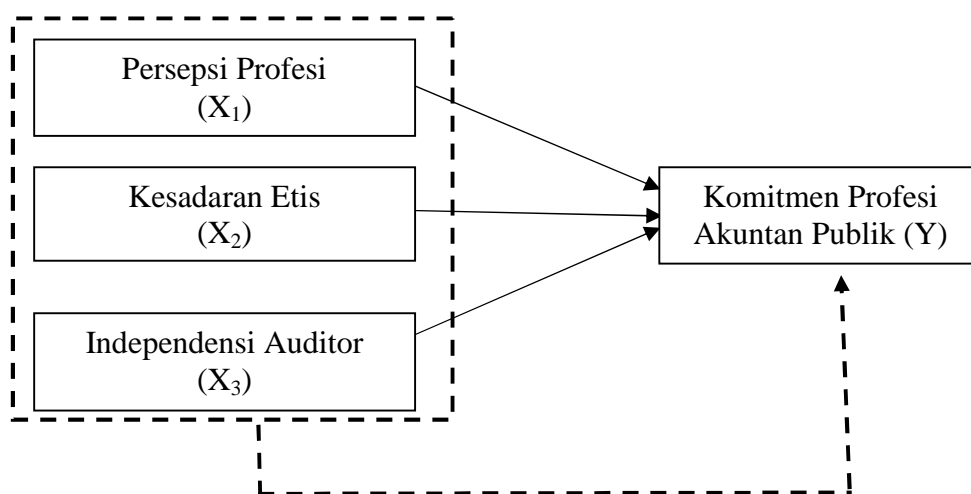 Persepsi Profesi
(X₁)
Kesadaran Etis
(X₂)
Independensi Auditor
(X₃)
Komitmen Profesi
Akuntan Publik (Y)